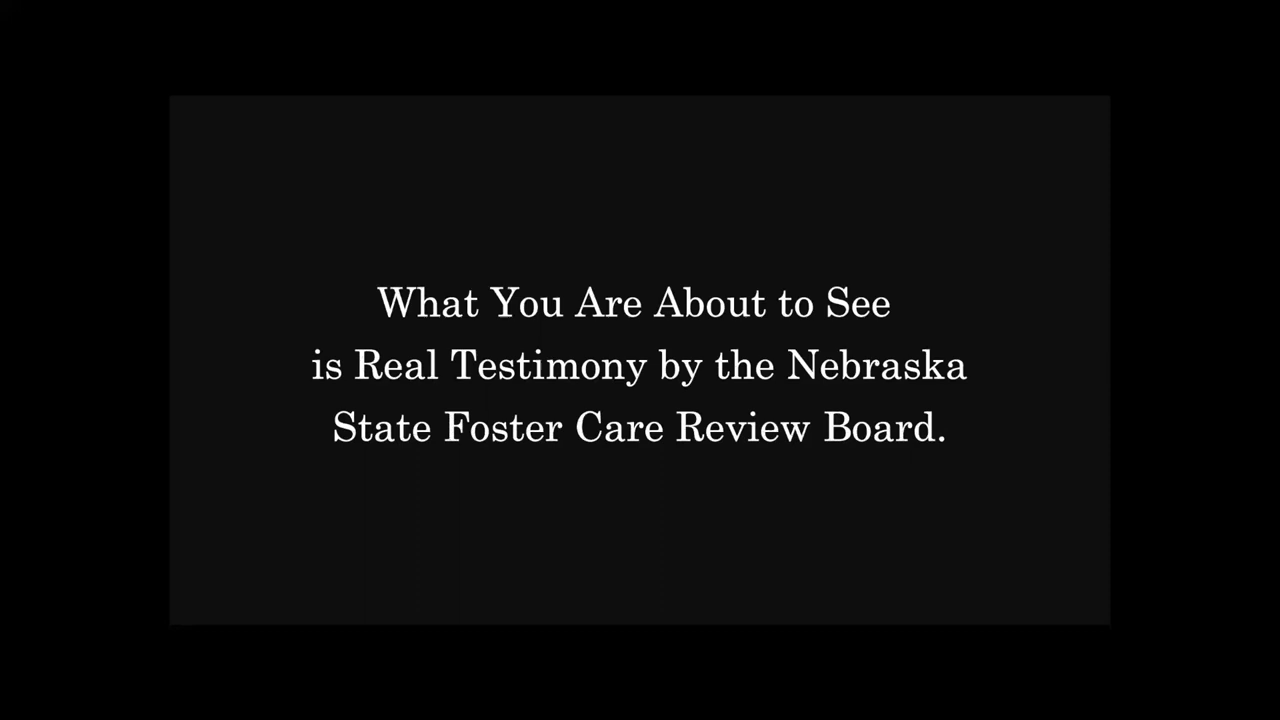 What You Are About to See
is Real Testimony by the Nebraska
State Foster Care Review Board.